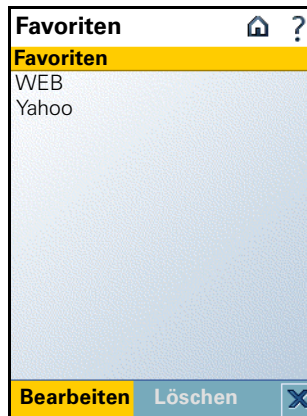 Favoriten ?
Favoriten
WEB
Yahoo
Bearbeiten Löschen